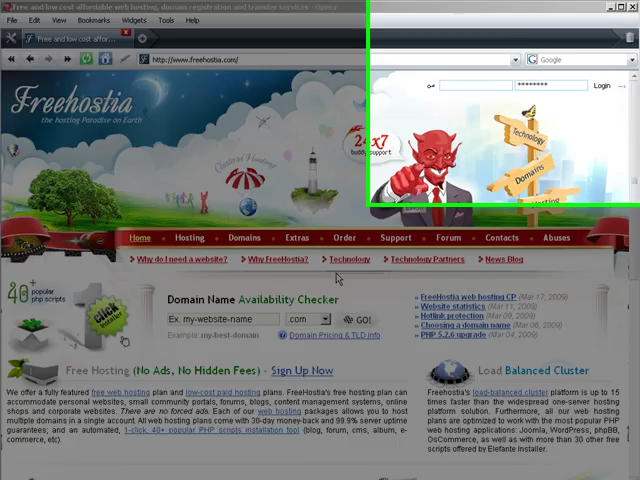 Free and low cost affordable web hosting, domain registration and transfer services - Opera
File Edit View Bookmarks Widgets Tools Help
Free and low cost affor...
http://www.freehostia.com/
Google
******** Login
Freehostia
the hosting Paradise on Earth
24x7
buddy support
Technology
Domains
Hosting
Home Hosting Domains Extras Order Support Forum Contacts Abuses
Why do I need a website? Why FreeHostia? Technology Technology Partners News Blog
40+ popular php scripts
CLICK Installer
Domain Name Availability Checker
Ex. my-website-name .com GO!
Example: my-best-domain Domain Pricing & TLD Info
» FreeHostia web hosting CP (Mar 17, 2009)
» Website statistics (Mar 11, 2009)
» Hotlink protection (Mar 09, 2009)
» Choosing a domain name (Mar 06, 2009)
» PHP 5.2.6 upgrade (Mar 04, 2009)
Free Hosting (No Ads, No Hidden Fees) - Sign Up Now
We offer a fully featured free web hosting plan and low-cost paid hosting plans. FreeHostia's free hosting plan can
accommodate personal websites, small community portals, forums, blogs, content management systems, online
shops and corporate websites. There are no forced ads. Each of our web hosting packages allows you to host
multiple domains in a single account. All web hosting plans come with 30-day money-back and 99.9% server uptime
guarantees; and an automated, 1-click, 40+ popular PHP scripts installation tool (blog, forum, cms, album, e-
commerce, etc).
Load Balanced Cluster
Freehostia's load-balanced cluster platform is up to 15
times faster than the widespread one-server hosting
platform solution. Furthermore, all our web hosting
plans are optimized to work with the most popular PHP
web hosting applications: Joomla, WordPress, phpBB,
OsCommerce, as well as with more than 30 other free
scripts offered by Elefante Installer.